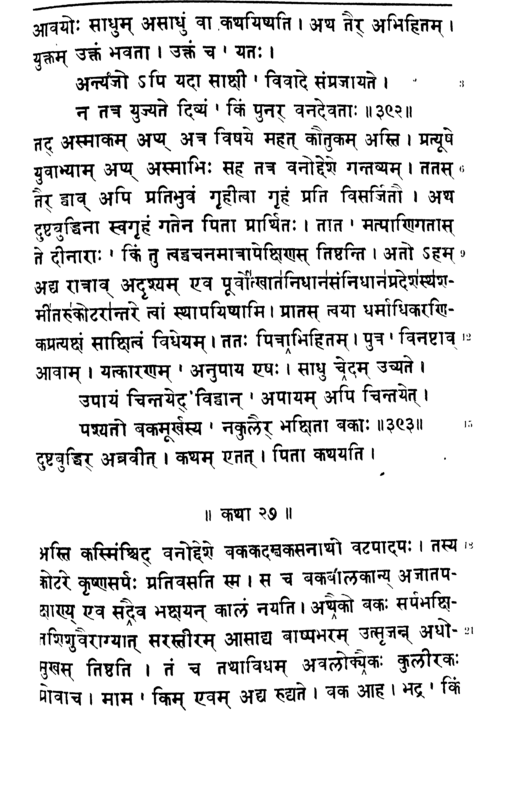 आवयोः साधुम् असाधुं वा कथयिष्यति । अथ तैर् अभिहितम् ।
युक्तम् उक्तं भवता । उक्तं च ' यतः ।
अन्त्यजो ऽपि यदा साक्षी ' विवादे संप्रजायते । 3
न तत्र युज्यते दिव्यं ' किं पुनर् वनदेवताः ॥३९२॥
तद् अस्माकम् अप्य् अत्र विषये महत् कौतुकम् अस्ति । प्रत्यूषे
युवाभ्याम् अप्य् अस्माभिः सह तत्र वनोद्देशे गन्तव्यम् । ततस् 6
तैर् द्वाव् अपि प्रतिभुवं गृहीत्वा गृहं प्रति विसर्जितौ । अथ
दुष्टबुद्धिना स्वगृहं गतेन पिता प्रार्थितः । तात ' मत्पाणिगतास्
ते दीनाराः ' किं तु त्वद्वचनमात्रापेक्षिणस् तिष्ठन्ति । अतो ऽहम् 9
अद्य रात्राव् अदृश्यम् एव पूर्वोत्खातनिधानसंनिधानप्रदेशस्थश-
मीतरुकोटरान्तरे त्वां स्थापयिष्यामि । प्रातस् त्वया धर्माधिकरणि-
कप्रत्यक्षं साक्षित्वं विधेयम् । ततः पित्राभिहितम् । पुत्र ' विनष्टाव् 12
आवाम् । यत्कारणम् ' अनुपाय एषः । साधु चेदम् उच्यते ।
उपायं चिन्तयेद् विद्वान् ' अपायम् अपि चिन्तयेत् ।
पश्यतो बकमूर्खस्य ' नकुलैर् भक्षिता बकाः ॥३९३॥ 15
दुष्टबुद्धिर् अब्रवीत् । कथम् एतत् । पिता कथयति ।
॥ कथा २७ ॥
अस्ति कस्मिंश्चिद् वनोद्देशे बककदम्बकसनाथो वटपादपः । तस्य 18
कोटरे कृष्णसर्पः प्रतिवसति स्म । स च बकबालकान्य् अजातप-
क्षाण्य् एव सदैव भक्षयन् कालं नयति । अथैको बकः सर्पभक्षि-
तशिशुवैराग्यात् सरस्तीरम् आसाद्य वाष्पभरम् उत्सृजन्न् अधो- 21
मुखस् तिष्ठति । तं च तथाविधम् अवलोक्यैकः कुलीरकः
प्रोवाच । माम ' किम् एवम् अद्य रुद्यते । बक आह । भद्र ' किं